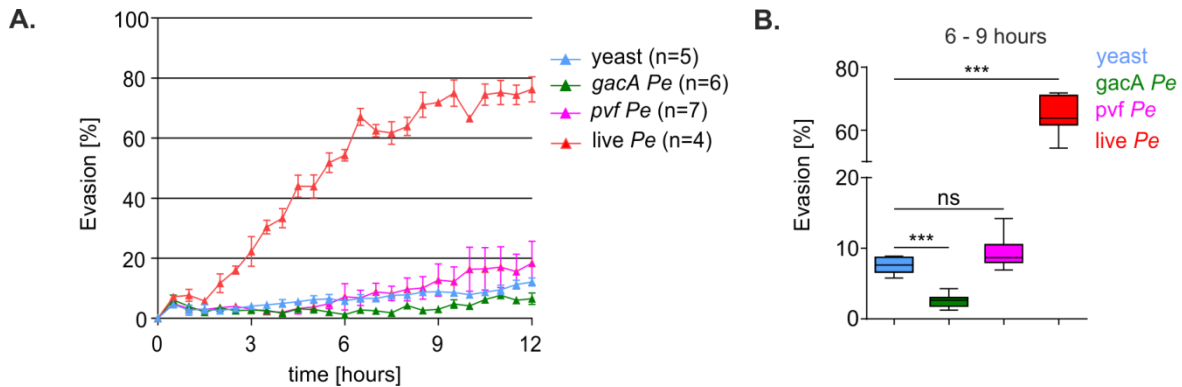 A.
Evasion [%]
100
80
60
40
20
0
0
3
6
9
12
time [hours]
yeast (n=5)
gacA Pe (n=6)
pvf Pe (n=7)
live Pe (n=4)
B.
6 - 9 hours
Evasion [%]
80
60
20
10
0
***
ns
***
yeast
gacA Pe
pvf Pe
live Pe